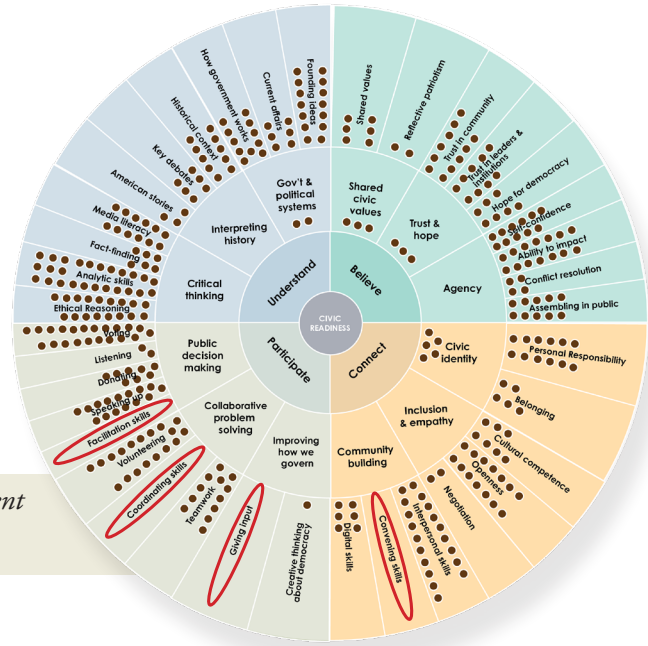 CIVIC
READINESS
Understand
Believe
Connect
Participate
Gov't &
political
systems
Interpreting
history
Critical
thinking
Shared
civic
values
Trust &
hope
Agency
Civic
identity
Inclusion
& empathy
Community
building
Improving
how we
govern
Collaborative
problem
solving
Public
decision
making
Founding ideas
Current affairs
How government works
Historical context
Key debates
American stories
Media literacy
Fact-finding
Analytic skills
Ethical Reasoning
Shared values
Reflective patriotism
Trust in community
Trust in leaders &
institutions
Hope for democracy
Self-confidence
Ability to impact
Conflict resolution
Assembling in public
Personal Responsibility
Belonging
Cultural competence
Openness
Negotiation
Interpersonal skills
Convening skills
Digital skills
Creative thinking
about democracy
Giving input
Teamwork
Coordinating skills
Volunteering
Facilitation skills
Speaking up
Donating
Listening
Voting
ent